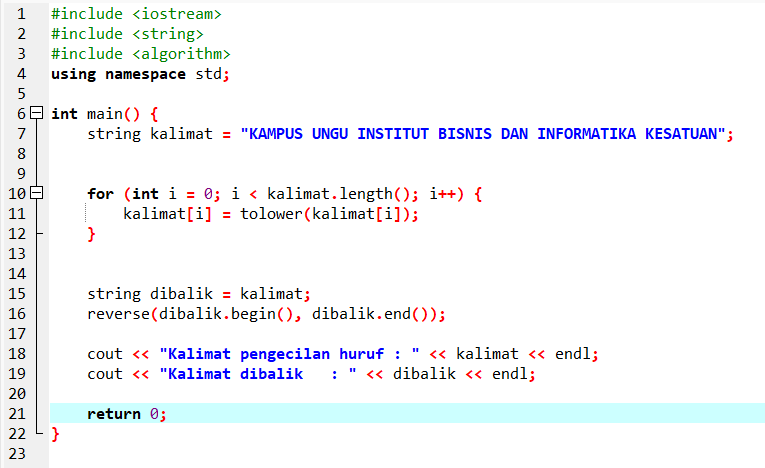 1 #include <iostream>
2 #include <string>
3 #include <algorithm>
4 using namespace std;
5
6 int main() {
7 string kalimat = "KAMPUS UNGU INSTITUT BISNIS DAN INFORMATIKA KESATUAN";
8
9
10 for (int i = 0; i < kalimat.length(); i++) {
11 kalimat[i] = tolower(kalimat[i]);
12 }
13
14
15 string dibalik = kalimat;
16 reverse(dibalik.begin(), dibalik.end());
17
18 cout << "Kalimat pengecilan huruf : " << kalimat << endl;
19 cout << "Kalimat dibalik   : " << dibalik << endl;
20
21 return 0;
22 }
23